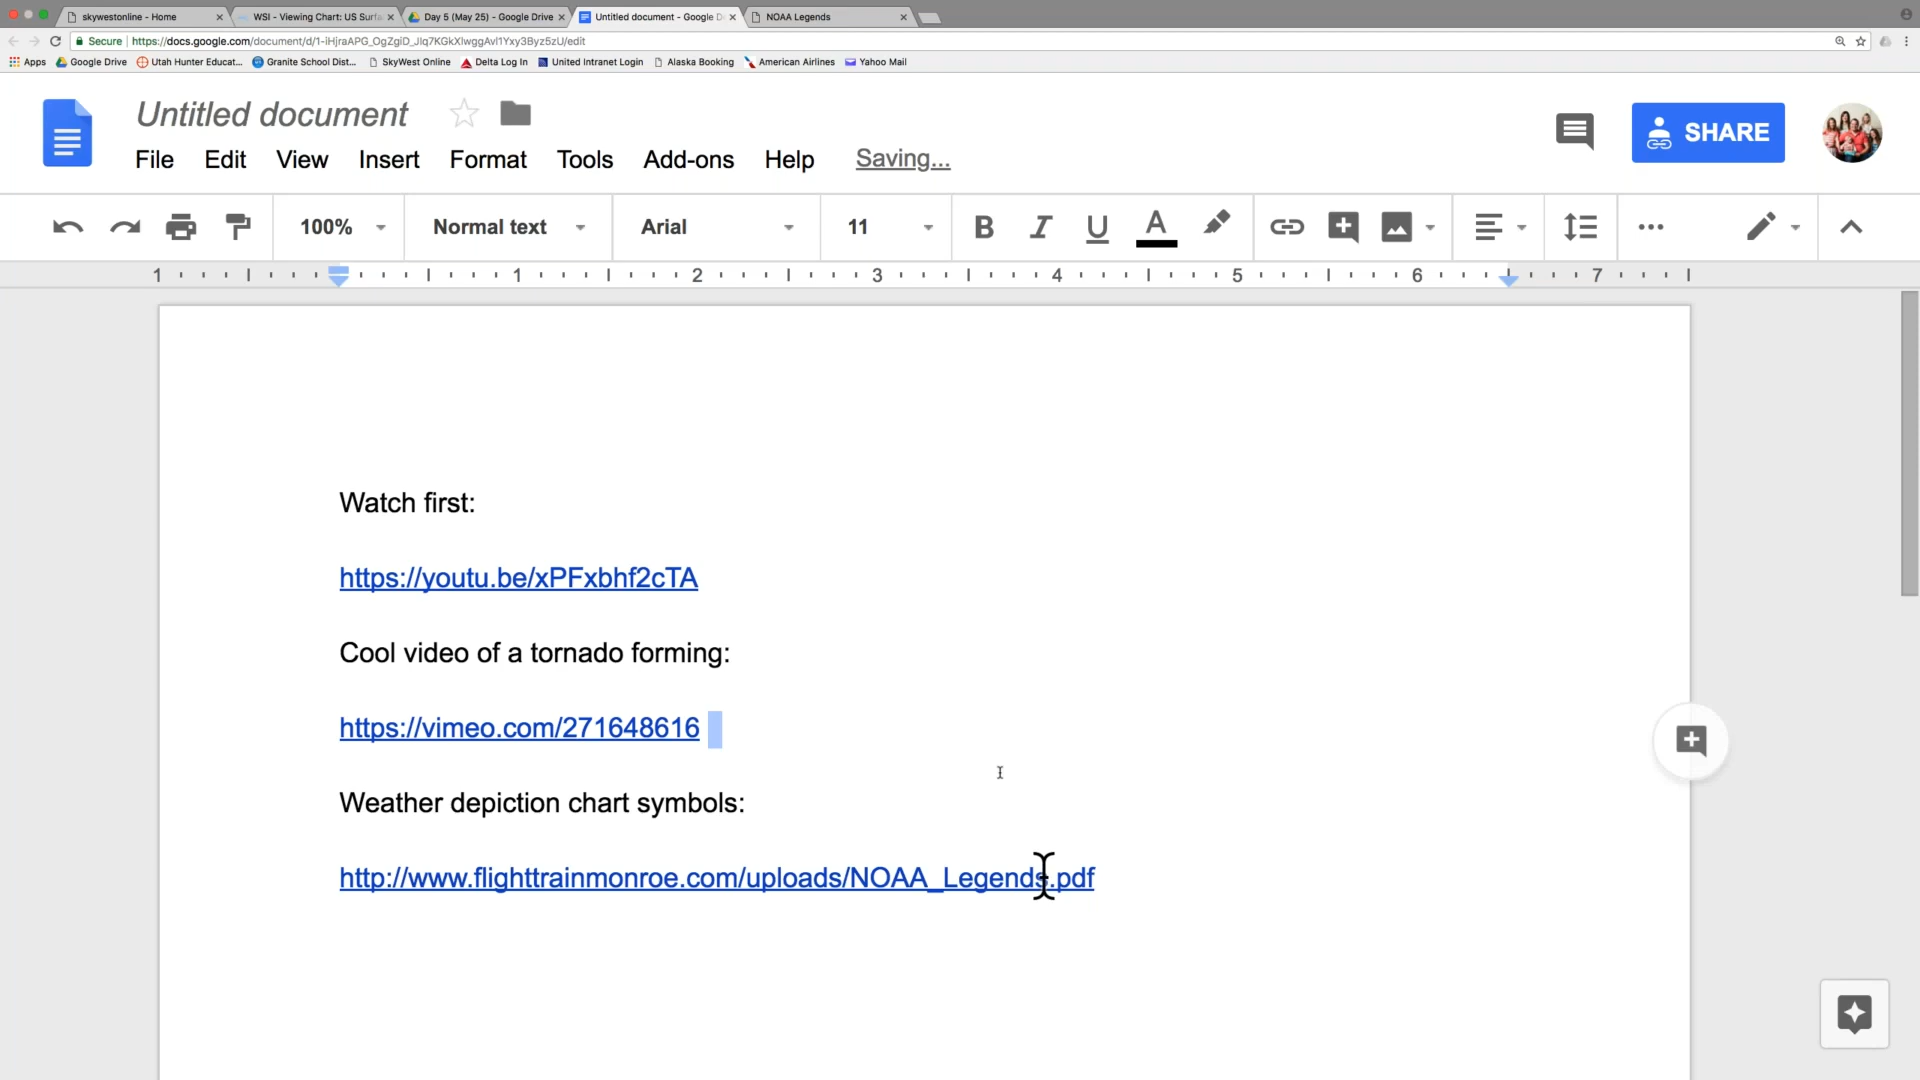 skywestonline - Home
WSI - Viewing Chart: US Surfa
Day 5 (May 25) - Google Drive
Untitled document - Google D
NOAA Legends
Secure
https://docs.google.com/document/d/1-iHjraAPG_OgZgiD_Jlq7KGkXlwggAvl1Yxy3Byz5zU/edit
Apps
Google Drive
Utah Hunter Educat...
Granite School Dist...
SkyWest Online
Delta Log In
United Intranet Login
Alaska Booking
American Airlines
Yahoo Mail
Untitled document
SHARE
File Edit View Insert Format Tools Add-ons Help Saving...
100% Normal text Arial 11 B I U A
1 1 2 3 4 5 6 7
Watch first:
https://youtu.be/xPFxbhf2cTA
Cool video of a tornado forming:
https://vimeo.com/271648616
Weather depiction chart symbols:
http://www.flighttrainmonroe.com/uploads/NOAA_Legends.pdf